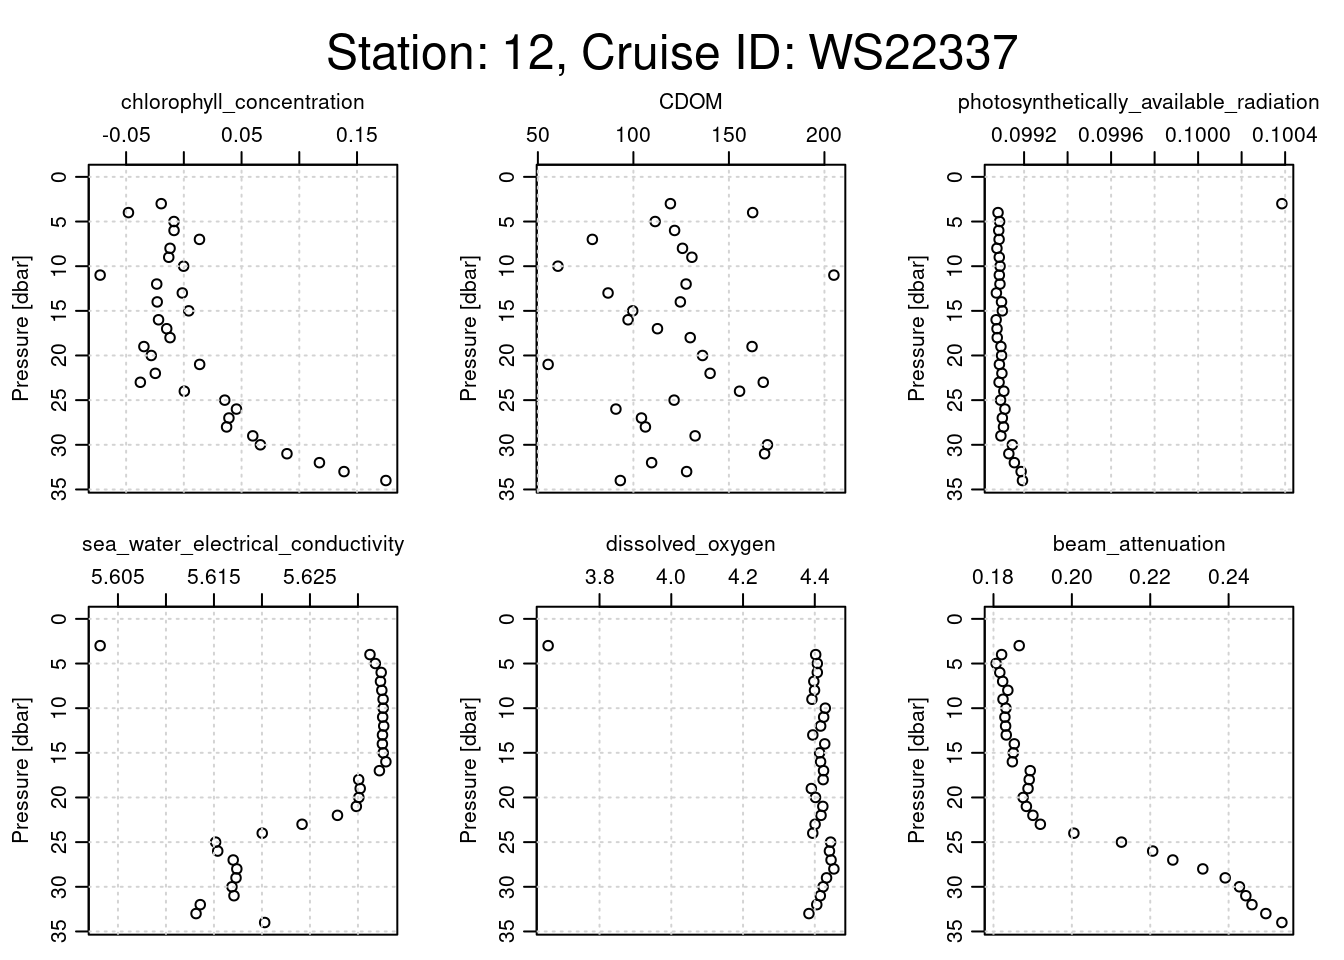 Station: 12, Cruise ID: WS22337
chlorophyll_concentration
-0.05 0.05 0.15
0 5 10 15 20 25 30 35
Pressure [dbar]
CDOM
50 100 150 200
0 5 10 15 20 25 30 35
Pressure [dbar]
photosynthetically_available_radiation
0.0992 0.0996 0.1000 0.1004
0 5 10 15 20 25 30 35
Pressure [dbar]
sea_water_electrical_conductivity
5.605 5.615 5.625
0 5 10 15 20 25 30 35
Pressure [dbar]
dissolved_oxygen
3.8 4.0 4.2 4.4
0 5 10 15 20 25 30 35
Pressure [dbar]
beam_attenuation
0.18 0.20 0.22 0.24
0 5 10 15 20 25 30 35
Pressure [dbar]